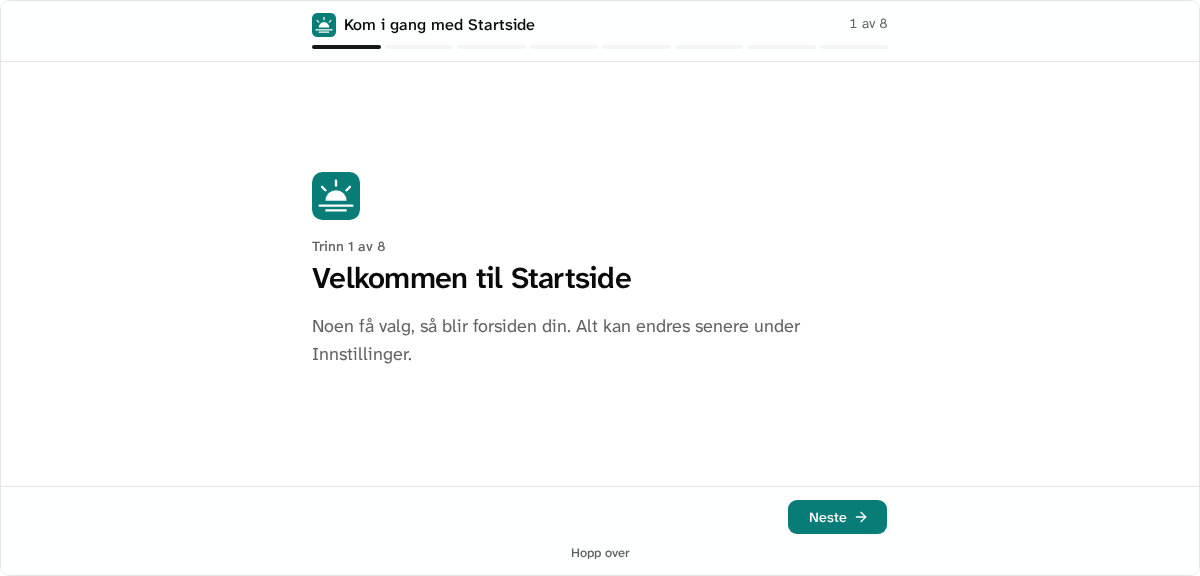 Kom i gang med Startside
1 av 8
Trinn 1 av 8
Velkommen til Startside
Noen få valg, så blir forsiden din. Alt kan endres senere under
Innstillinger.
Neste
Hopp over